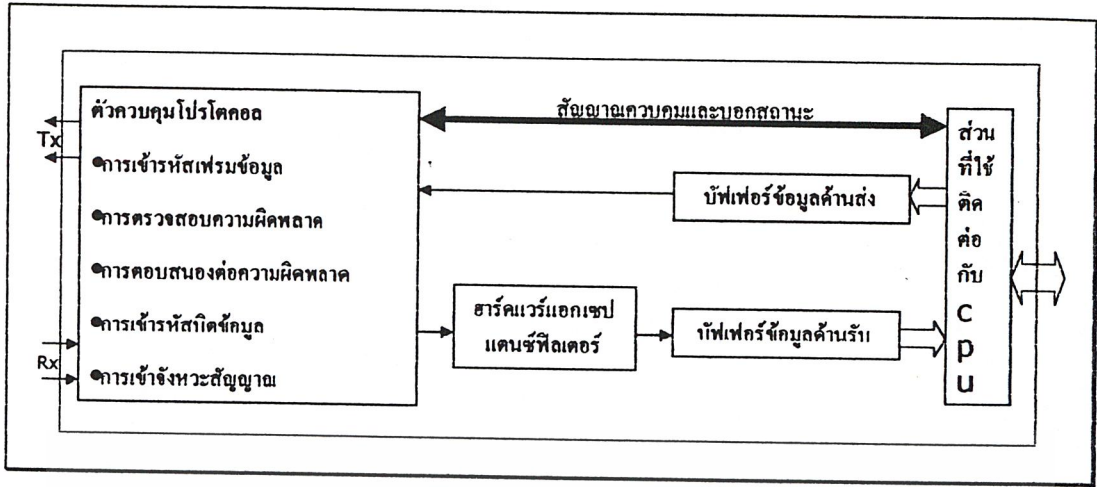 ตัวควบคุมโปรโตคอล
Tx
•การเข้ารหัสเฟรมข้อมูล
•การตรวจสอบความผิดพลาด
•การตอบสนองต่อความผิดพลาด
•การเข้ารหัสบิตข้อมูล
Rx
•การเข้าจังหวะสัญญาณ
สัญญาณควบคุมและบอกสถานะ
บัฟเฟอร์ข้อมูลด้านส่ง
ฮาร์ดแวร์แอกเซป
แตนซ์ฟิลเตอร์
บัฟเฟอร์ข้อมูลด้านรับ
ส่วน
ที่ใช้
ติด
ต่อ
กับ
c
p
u